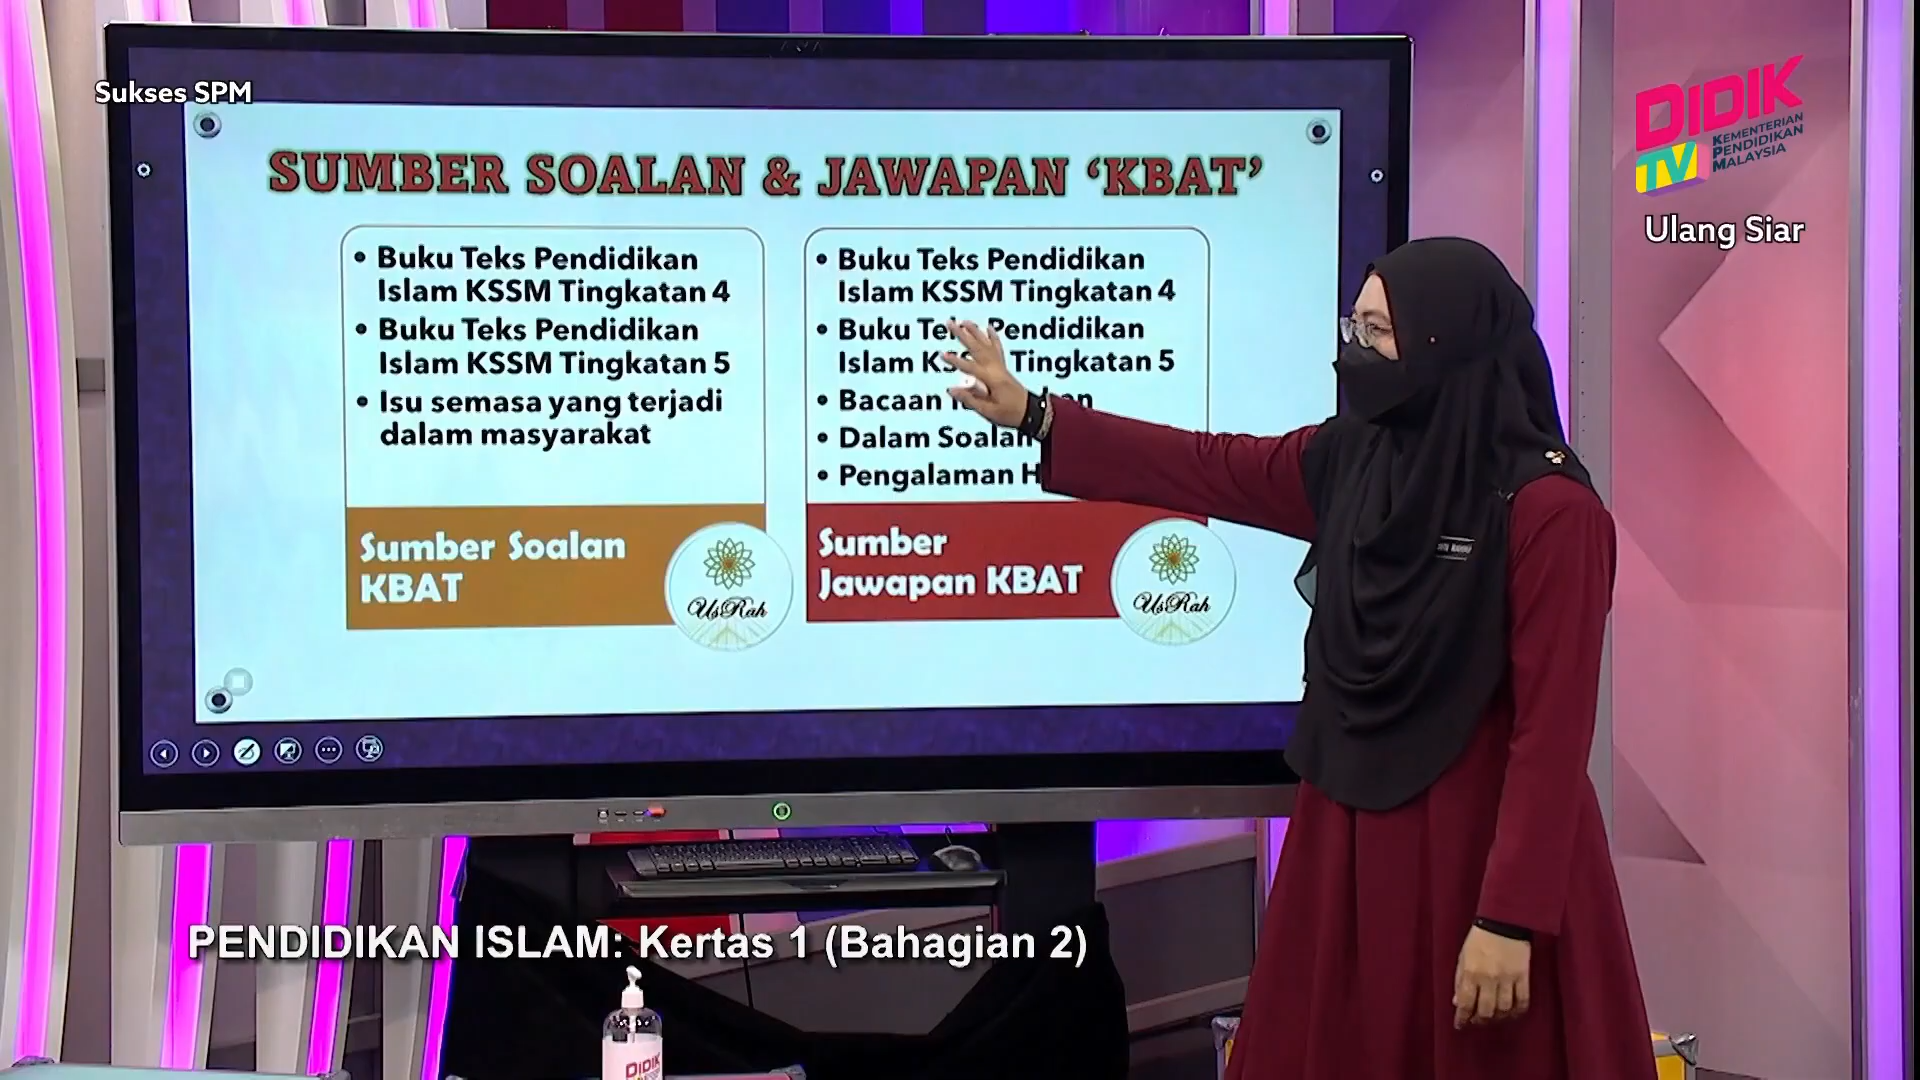 Sukses SPM
DIDIK
TV
KEMENTERIAN
PENDIDIKAN
MALAYSIA
Ulang Siar
SUMBER SOALAN & JAWAPAN ‘KBAT’
• Buku Teks Pendidikan
Islam KSSM Tingkatan 4
• Buku Teks Pendidikan
Islam KSSM Tingkatan 5
• Isu semasa yang terjadi
dalam masyarakat
Sumber Soalan
KBAT
UsRah
• Buku Teks Pendidikan
Islam KSSM Tingkatan 4
• Buku Teks Pendidikan
Islam KSSM Tingkatan 5
• Bacaan
• Dalam Soalan
• Pengalaman
Sumber
Jawapan KBAT
UsRah
PENDIDIKAN ISLAM: Kertas 1 (Bahagian 2)
DIDIK